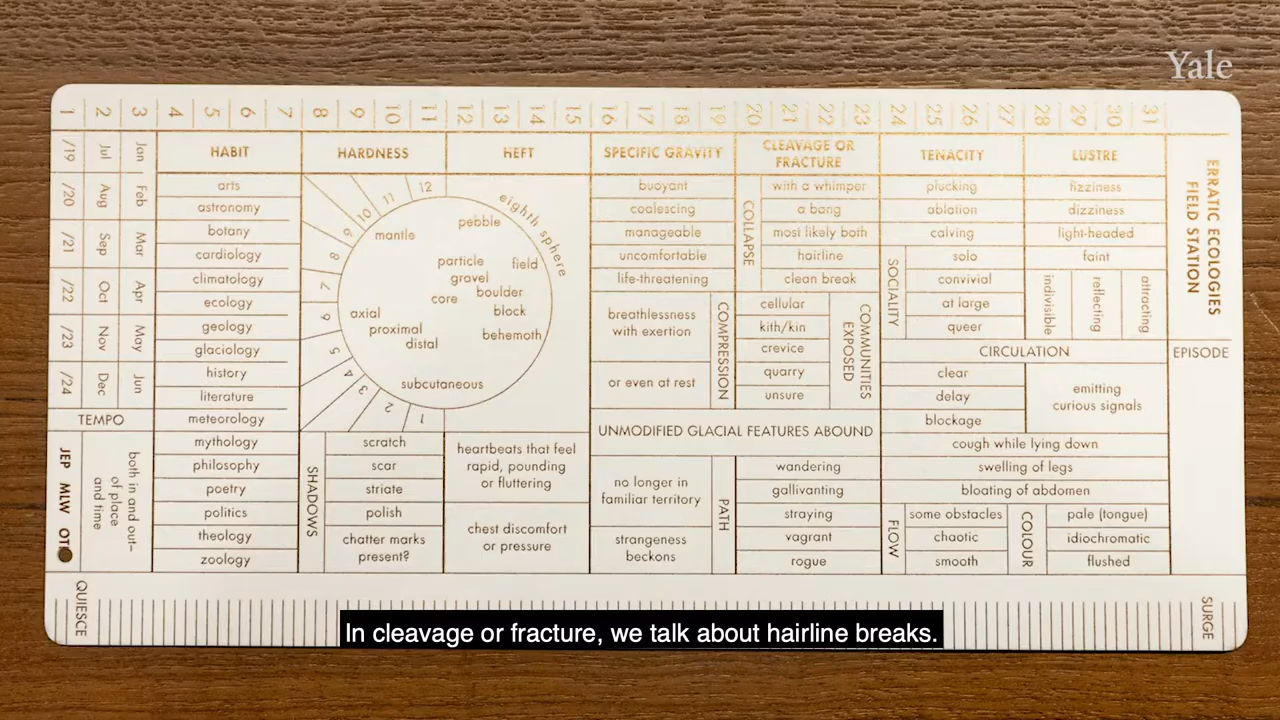 Yale
1 2 3 4 5 6 7 8 9 10 11 12 13 14 15 16 17 18 19 20 21 22 23 24 25 26 27 28 29 30 31
/19 /20 /21 /22 /23 /24
Jul Aug Sep Oct Nov Dec
Jan Feb Mar Apr May Jun
TEMPO
JEP MLW OTO
both in and out–
of place
and time
HABIT
arts
astronomy
botany
cardiology
climatology
ecology
geology
glaciology
history
literature
meteorology
mythology
philosophy
poetry
politics
theology
zoology
HARDNESS
12
11
10
9
8
7
6
5
4
3
2
1
HEFT
eighth sphere
pebble
mantle
particle
field
gravel
boulder
core
block
axial
proximal
behemoth
distal
subcutaneous
SHADOWS
scratch
scar
striate
polish
chatter marks
present?
heartbeats that feel
rapid, pounding
or fluttering
chest discomfort
or pressure
SPECIFIC GRAVITY
buoyant
coalescing
manageable
uncomfortable
life-threatening
breathlessness
with exertion
or even at rest
COMPRESSION
CLEAVAGE OR
FRACTURE
COLLAPSE
with a whimper
a bang
most likely both
hairline
clean break
cellular
kith/kin
crevice
quarry
unsure
COMMUNITIES
EXPOSED
UNMODIFIED GLACIAL FEATURES ABOUND
no longer in
familiar territory
strangeness
beckons
PATH
wandering
gallivanting
straying
vagrant
rogue
TENACITY
plucking
ablation
calving
SOCIALITY
solo
convivial
at large
queer
LUSTRE
fizziness
dizziness
light-headed
faint
indivisible
reflecting
attracting
CIRCULATION
clear
delay
blockage
emitting
curious signals
cough while lying down
swelling of legs
bloating of abdomen
FLOW
some obstacles
chaotic
smooth
COLOUR
pale (tongue)
idiochromatic
flushed
ERRATIC ECOLOGIES
FIELD STATION
EPISODE
QUIESCE
SURGE
In cleavage or fracture, we talk about hairline breaks.